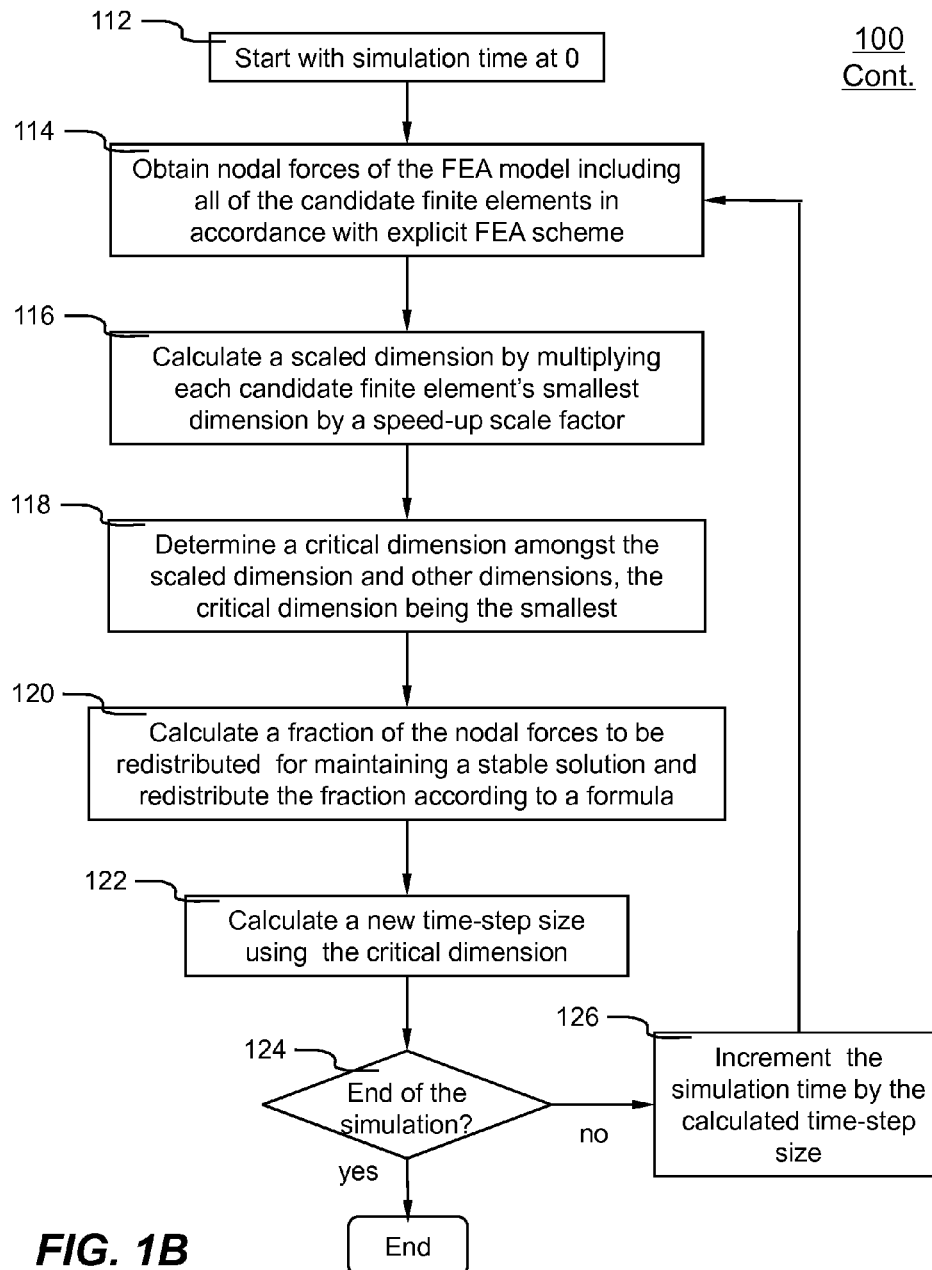 112
Start with simulation time at 0
100
Cont.
114
Obtain nodal forces of the FEA model including
all of the candidate finite elements in
accordance with explicit FEA scheme
116
Calculate a scaled dimension by multiplying
each candidate finite element's smallest
dimension by a speed-up scale factor
118
Determine a critical dimension amongst the
scaled dimension and other dimensions, the
critical dimension being the smallest
120
Calculate a fraction of the nodal forces to be
redistributed for maintaining a stable solution and
redistribute the fraction according to a formula
122
Calculate a new time-step size
using the critical dimension
124
End of the
simulation?
no
yes
126
Increment the
simulation time by the
calculated time-step
size
End
FIG. 1B